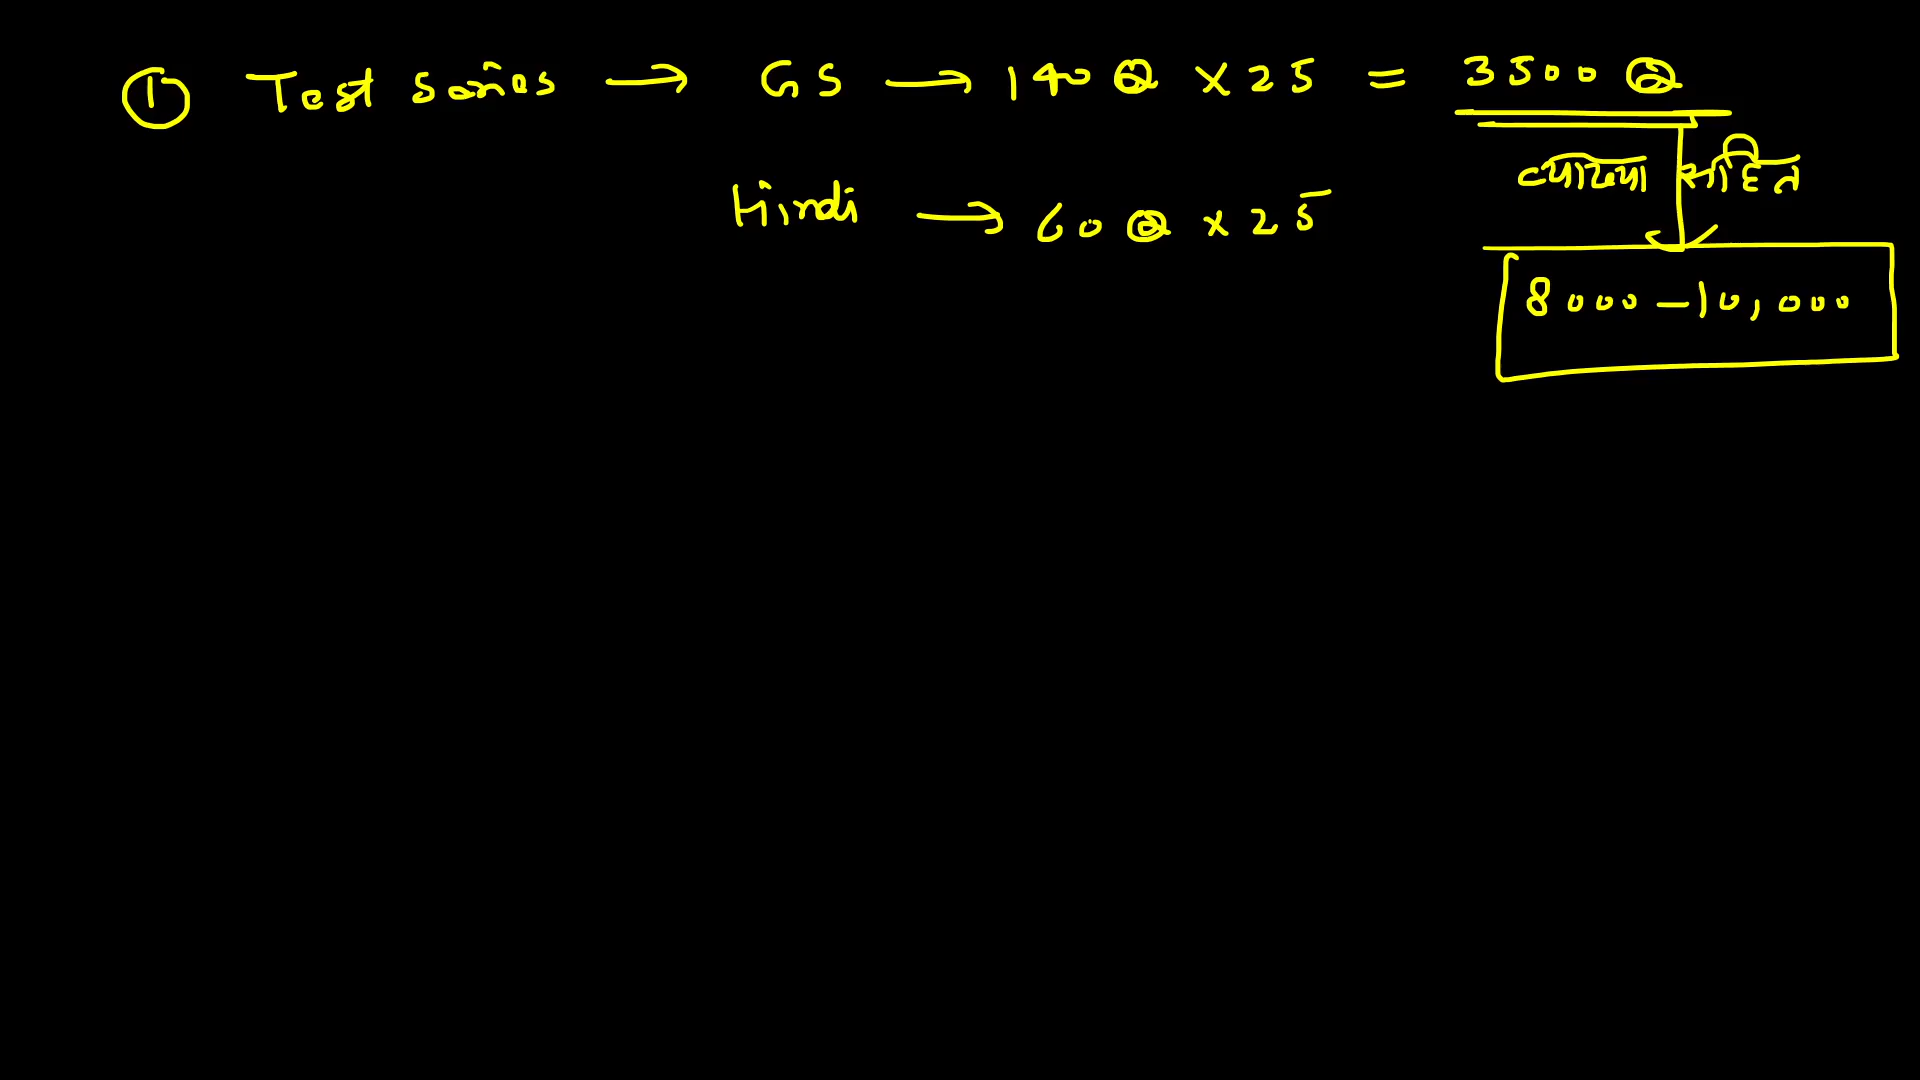 ① Test series → GS → 140 Q × 25 = 3500 Q
व्याख्या सहित
Hindi → 60 Q × 25
8000 – 10,000